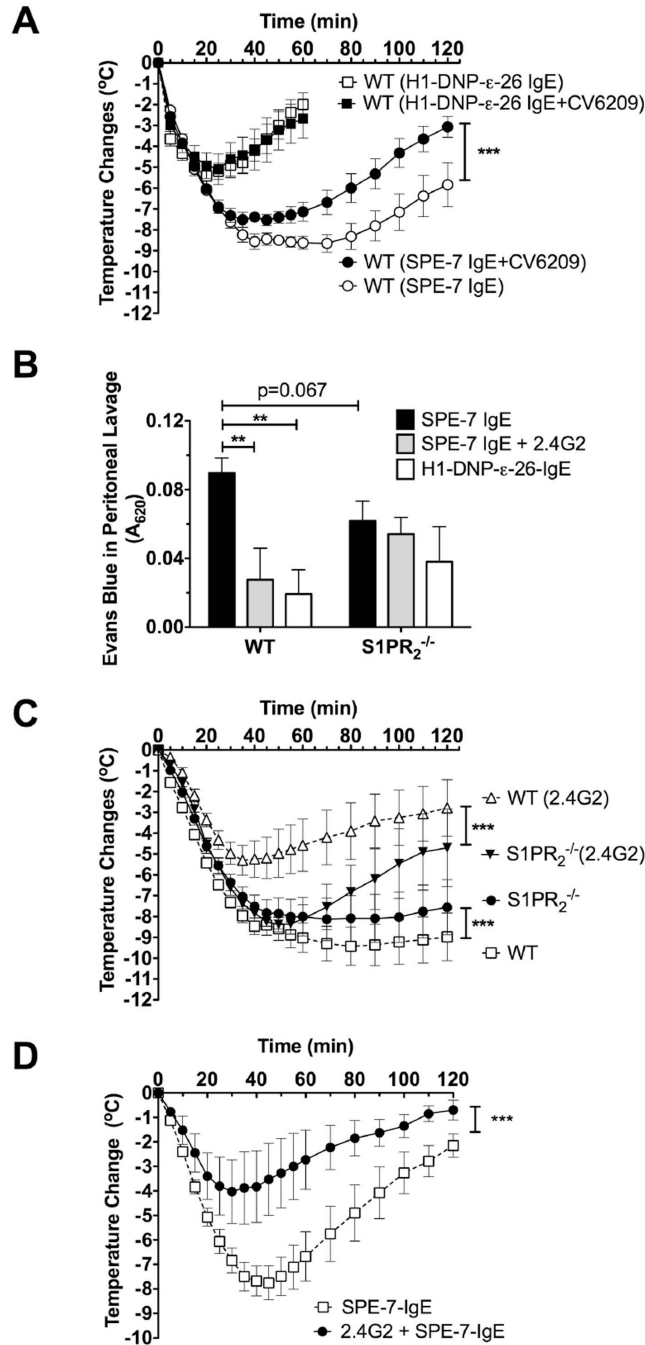 A
Time (min)
0 20 40 60 80 100 120
Temperature Changes (ºC)
0
-1
-2
-3
-4
-5
-6
-7
-8
-9
-10
-11
-12
WT (H1-DNP-ε-26 IgE)
WT (H1-DNP-ε-26 IgE+CV6209)
***
WT (SPE-7 IgE+CV6209)
WT (SPE-7 IgE)
B
p=0.067
**
**
SPE-7 IgE
SPE-7 IgE + 2.4G2
H1-DNP-ε-26-IgE
Evans Blue in Peritoneal Lavage
(A620)
0.12
0.08
0.04
0.00
WT S1PR2-/-
C
Time (min)
0 20 40 60 80 100 120
Temperature Changes (ºC)
0
-1
-2
-3
-4
-5
-6
-7
-8
-9
-10
-11
-12
WT (2.4G2)
***
S1PR2-/-(2.4G2)
S1PR2-/-
***
WT
D
Time (min)
0 20 40 60 80 100 120
Temperature Change (ºC)
0
-1
-2
-3
-4
-5
-6
-7
-8
-9
-10
***
SPE-7-IgE
2.4G2 + SPE-7-IgE